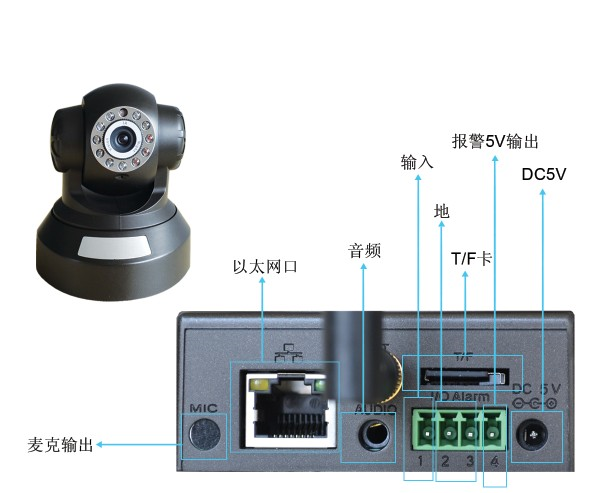 报警5V输出
输入
DC5V
地
音频
T/F卡
以太网口
T/F
DC 5V
I/O Alarm
MIC
AUDIO
麦克输出
1 2 3 4